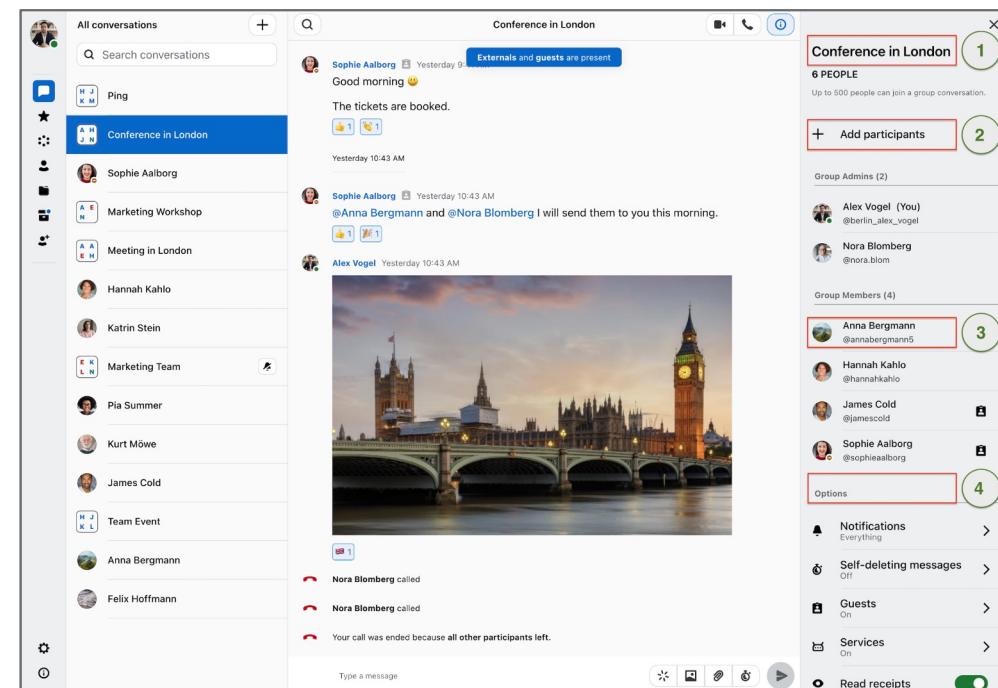 All conversations
Search conversations
H J
K M
Ping
A H
J N
Conference in London
Sophie Aalborg
A E
N
Marketing Workshop
A A
E H
Meeting in London
Hannah Kahlo
Katrin Stein
E K
L N
Marketing Team
Pia Summer
Kurt Möwe
James Cold
H J
K L
Team Event
Anna Bergmann
Felix Hoffmann
Conference in London
Externals and guests are present
Sophie Aalborg Yesterday 9:
Good morning 😀
The tickets are booked.
👍 1 👏 1
Yesterday 10:43 AM
Sophie Aalborg Yesterday 10:43 AM
@Anna Bergmann and @Nora Blomberg I will send them to you this morning.
👍 1 🎉 1
Alex Vogel Yesterday 10:43 AM
🇬🇧 1
Nora Blomberg called
Nora Blomberg called
Your call was ended because all other participants left.
Type a message
Conference in London 1
6 PEOPLE
Up to 500 people can join a group conversation.
+ Add participants 2
Group Admins (2)
Alex Vogel (You)
@berlin_alex_vogel
Nora Blomberg
@nora.blom
Group Members (4)
Anna Bergmann 3
@annabergmann5
Hannah Kahlo
@hannahkahlo
James Cold
@jamescold
Sophie Aalborg
@sophieaalborg
Options 4
Notifications
Everything
Self-deleting messages
Off
Guests
On
Services
On
Read receipts